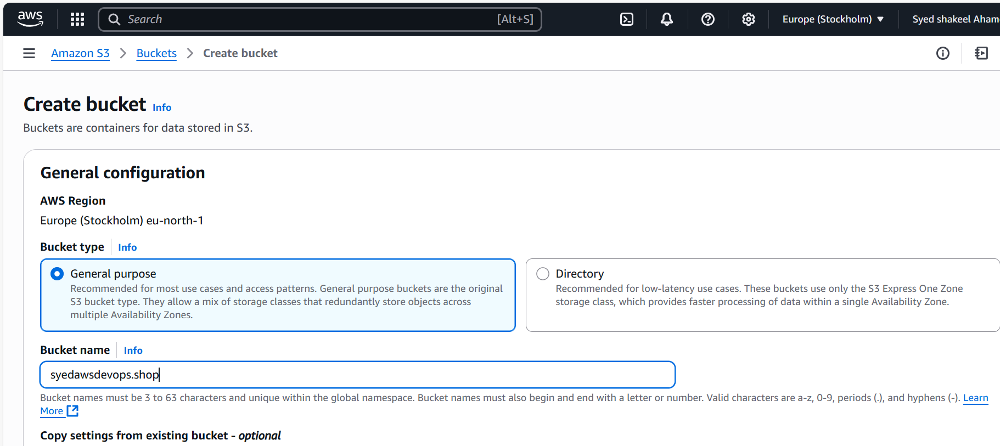 aws
Search [Alt+S]
Europe (Stockholm)
Syed shakeel
Amazon S3 > Buckets > Create bucket
Create bucket Info
Buckets are containers for data stored in S3.
General configuration
AWS Region
Europe (Stockholm) eu-north-1
Bucket type Info
General purpose
Recommended for most use cases and access patterns. General purpose buckets are the original
S3 bucket type. They allow a mix of storage classes that redundantly store objects across
multiple Availability Zones.
Directory
Recommended for low-latency use cases. These buckets use only the S3 Express One Zone
storage class, which provides faster processing of data within a single Availability Zone.
Bucket name Info
syedawsdevops.shop
Bucket names must be 3 to 63 characters and unique within the global namespace. Bucket names must also begin and end with a letter or number. Valid characters are a-z, 0-9, periods (.), and hyphens (-). Learn
More
Copy settings from existing bucket - optional